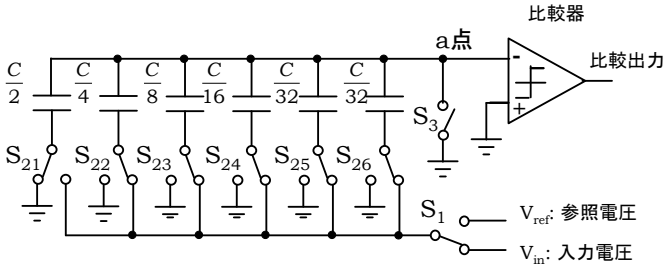 比較器
a点
比較出力
C/2 C/4 C/8 C/16 C/32 C/32
-
+
S3
S21 S22 S23 S24 S25 S26
S1
Vref: 参照電圧
Vin: 入力電圧